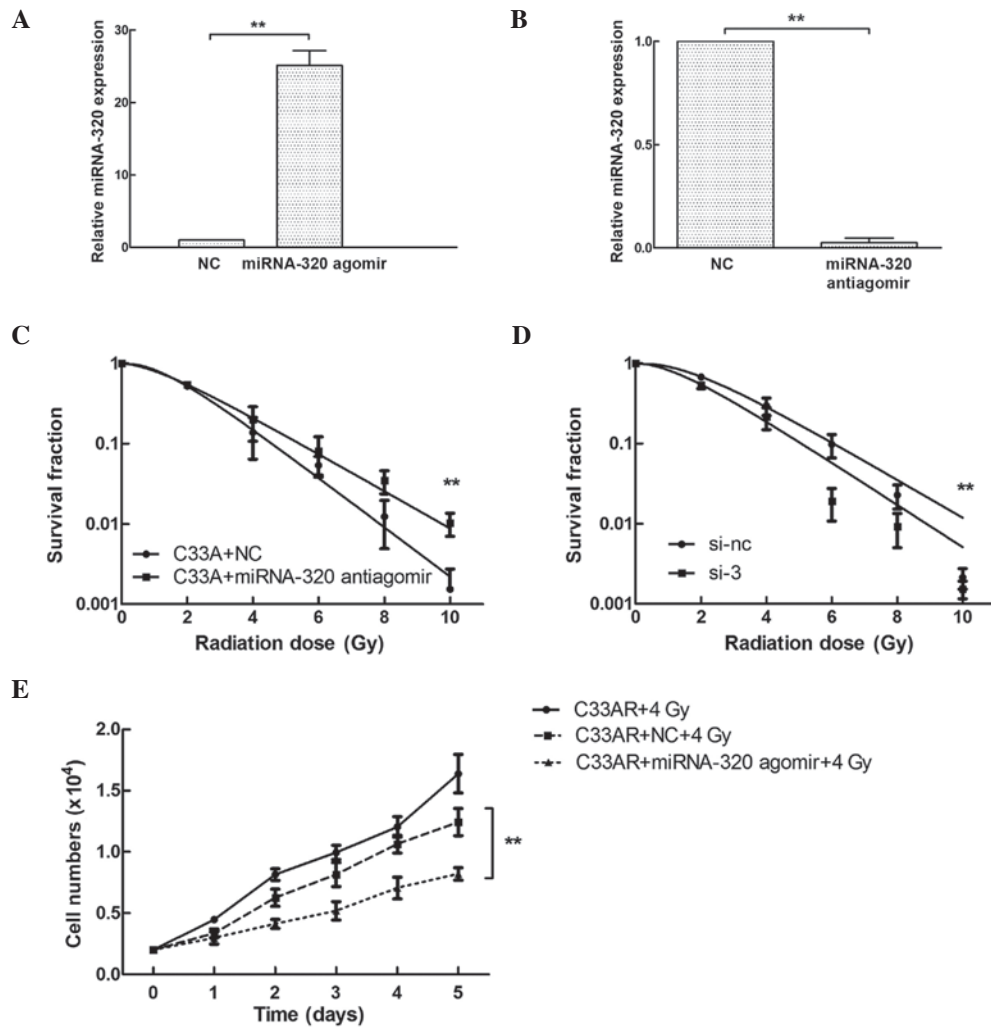 A
Relative miRNA-320 expression
30
20
10
0
**
NC miRNA-320 agomir
B
Relative miRNA-320 expression
1.0
0.5
0.0
**
NC miRNA-320
antiagomir
C
Survival fraction
1
0.1
0.01
0.001
**
C33A+NC
C33A+miRNA-320 antiagomir
0 2 4 6 8 10
Radiation dose (Gy)
D
Survival fraction
1
0.1
0.01
0.001
**
si-nc
si-3
0 2 4 6 8 10
Radiation dose (Gy)
E
Cell numbers (x10⁴)
2.0
1.5
1.0
0.5
0.0
0 1 2 3 4 5
Time (days)
**
C33AR+4 Gy
C33AR+NC+4 Gy
C33AR+miRNA-320 agomir+4 Gy